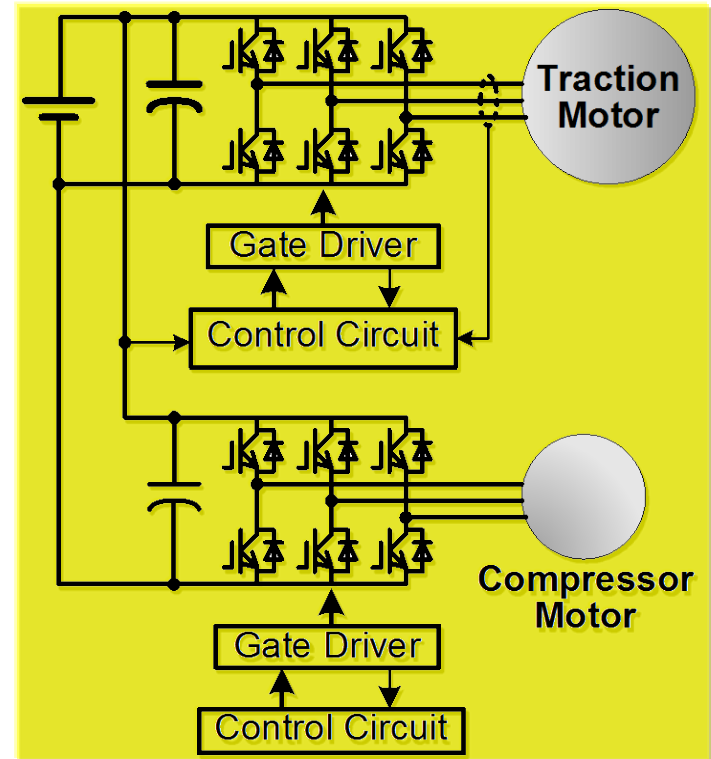 Traction
Motor
Gate Driver
Control Circuit
Compressor
Motor
Gate Driver
Control Circuit